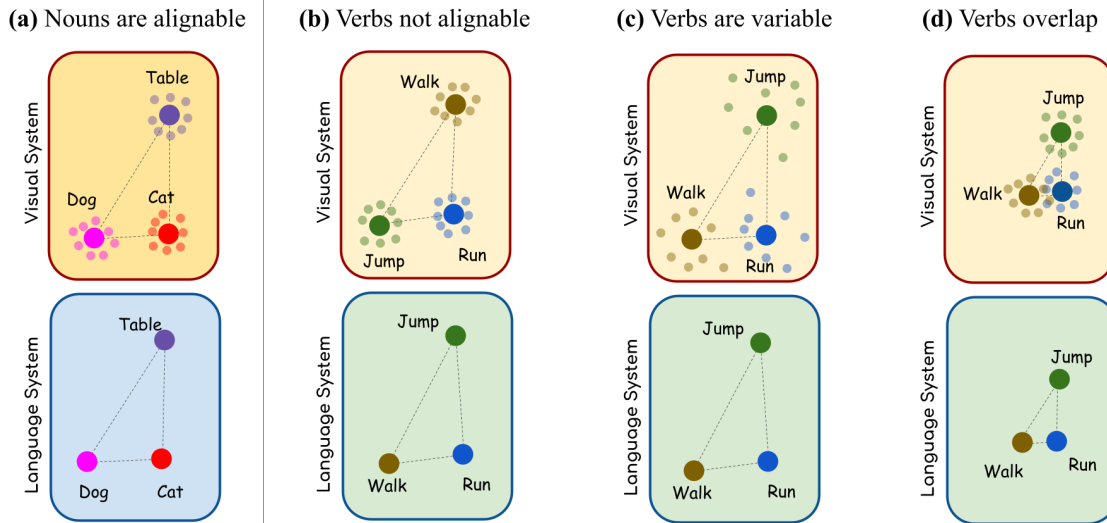 (a) Nouns are alignable
(b) Verbs not alignable
(c) Verbs are variable
(d) Verbs overlap
Visual System
Table
Dog
Cat
Visual System
Walk
Jump
Run
Visual System
Jump
Walk
Run
Visual System
Jump
Walk
Run
Language System
Table
Dog
Cat
Language System
Jump
Walk
Run
Language System
Jump
Walk
Run
Language System
Jump
Walk
Run